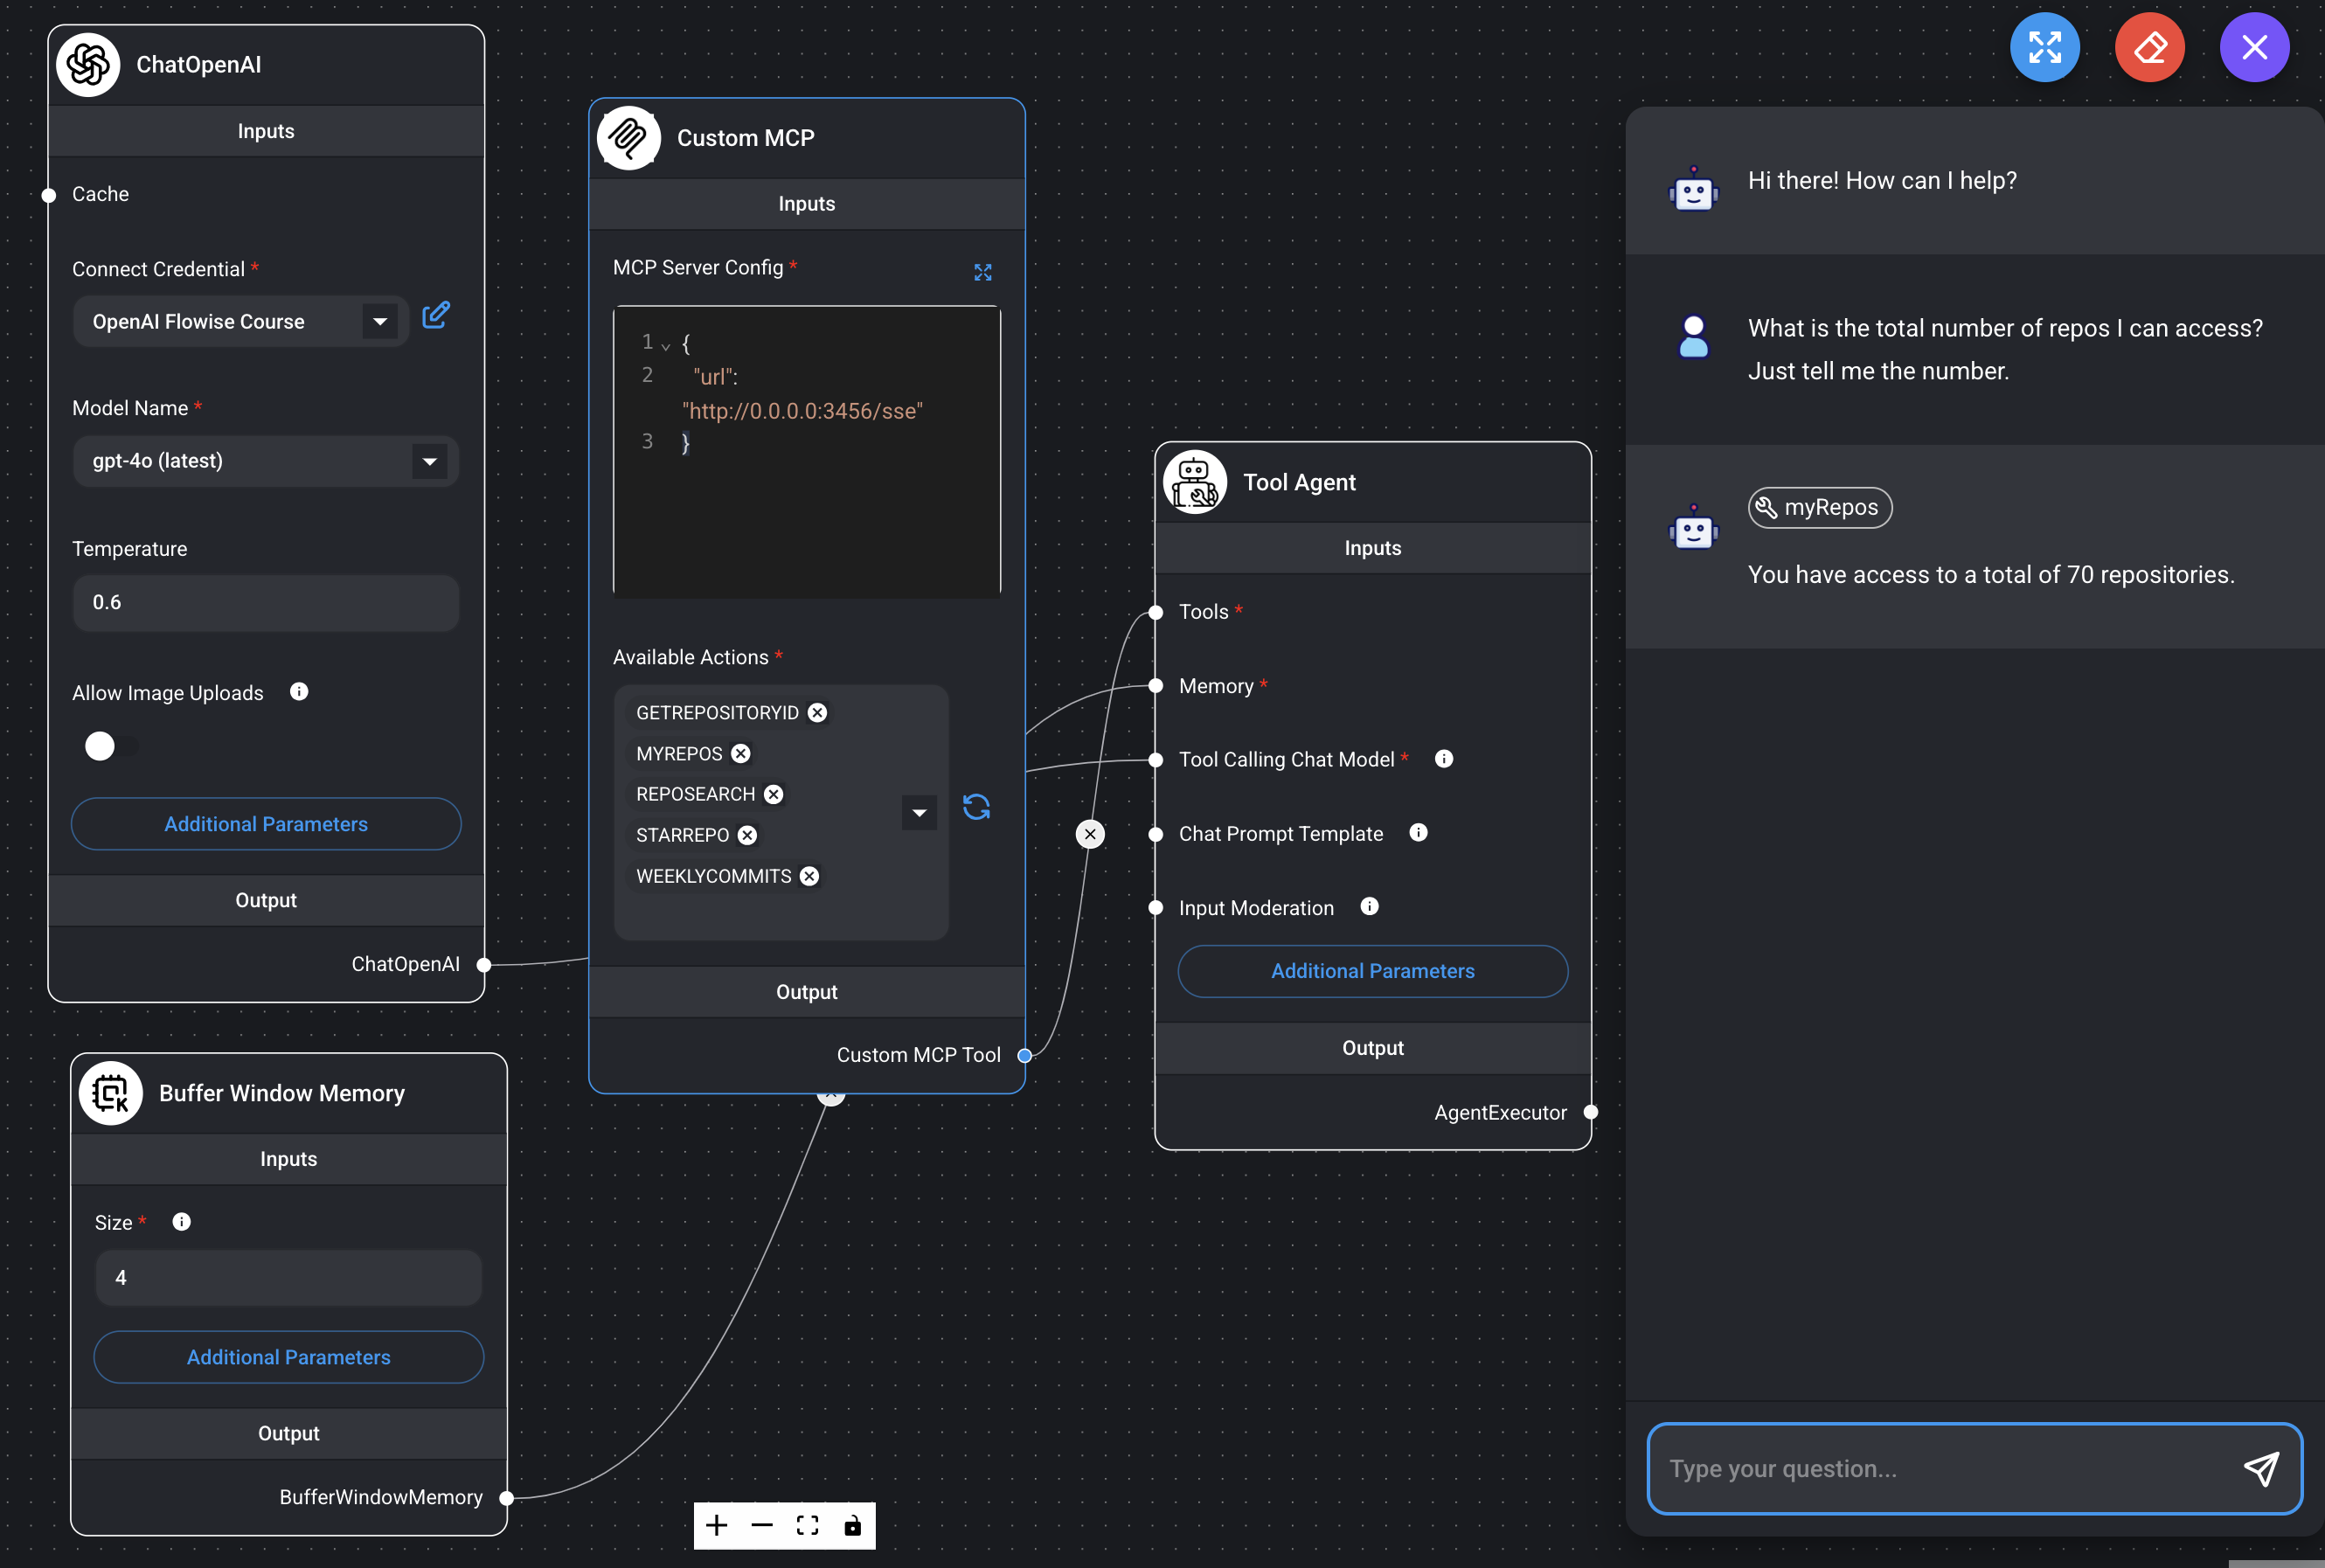 ChatOpenAI
Inputs
Cache
Connect Credential *
OpenAI Flowise Course
Model Name *
gpt-4o (latest)
Temperature
0.6
Allow Image Uploads
Additional Parameters
Output
ChatOpenAI
Buffer Window Memory
Inputs
Size *
4
Additional Parameters
Output
BufferWindowMemory
Custom MCP
Inputs
MCP Server Config *
1 {
2 "url":
"http://0.0.0.0:3456/sse"
3 }
Available Actions *
GETREPOSITORYID
MYREPOS
REPOSEARCH
STARREPO
WEEKLYCOMMITS
Output
Custom MCP Tool
Tool Agent
Inputs
Tools *
Memory *
Tool Calling Chat Model *
Chat Prompt Template
Input Moderation
Additional Parameters
Output
AgentExecutor
Hi there! How can I help?
What is the total number of repos I can access?
Just tell me the number.
myRepos
You have access to a total of 70 repositories.
Type your question...